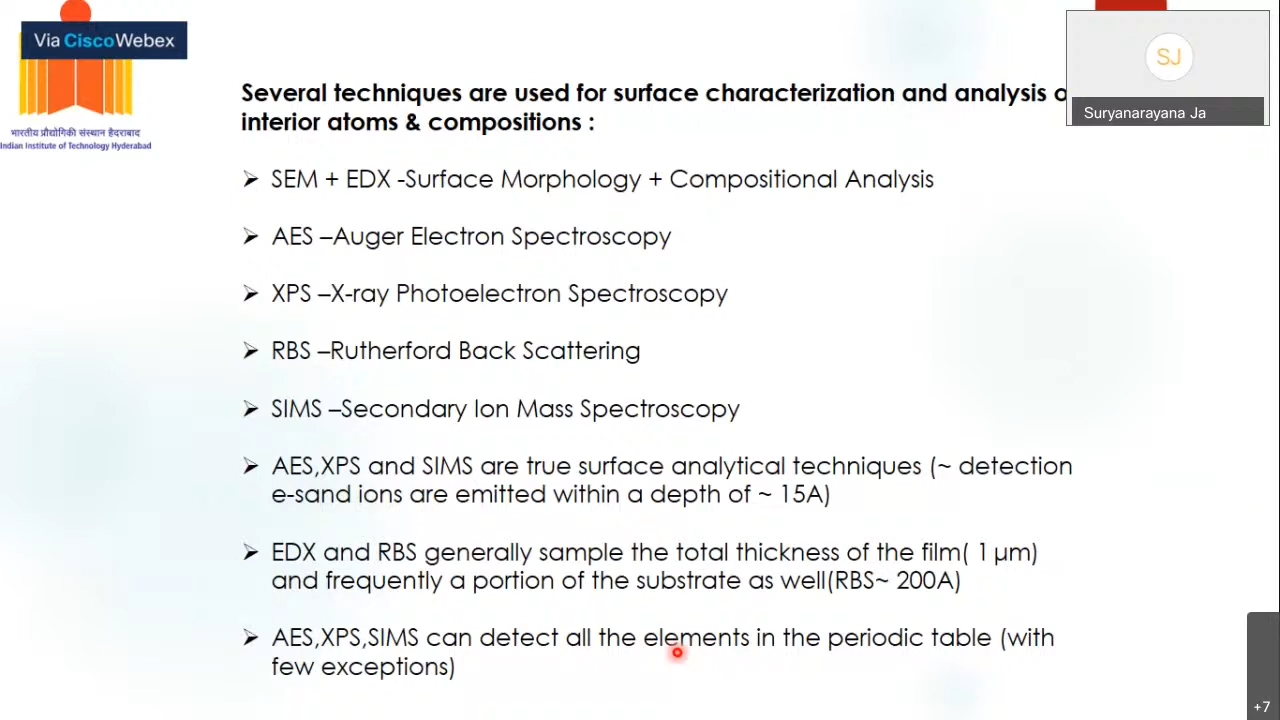 Via CiscoWebex
भारतीय प्रौद्योगिकी संस्थान हैदराबाद
Indian Institute of Technology Hyderabad
SJ
Suryanarayana Ja
Several techniques are used for surface characterization and analysis o
interior atoms & compositions :
➢ SEM + EDX -Surface Morphology + Compositional Analysis
➢ AES –Auger Electron Spectroscopy
➢ XPS –X-ray Photoelectron Spectroscopy
➢ RBS –Rutherford Back Scattering
➢ SIMS –Secondary Ion Mass Spectroscopy
➢ AES,XPS and SIMS are true surface analytical techniques (~ detection
e-sand ions are emitted within a depth of ~ 15A)
➢ EDX and RBS generally sample the total thickness of the film( 1 µm)
and frequently a portion of the substrate as well(RBS~ 200A)
➢ AES,XPS,SIMS can detect all the elements in the periodic table (with
few exceptions)
+7